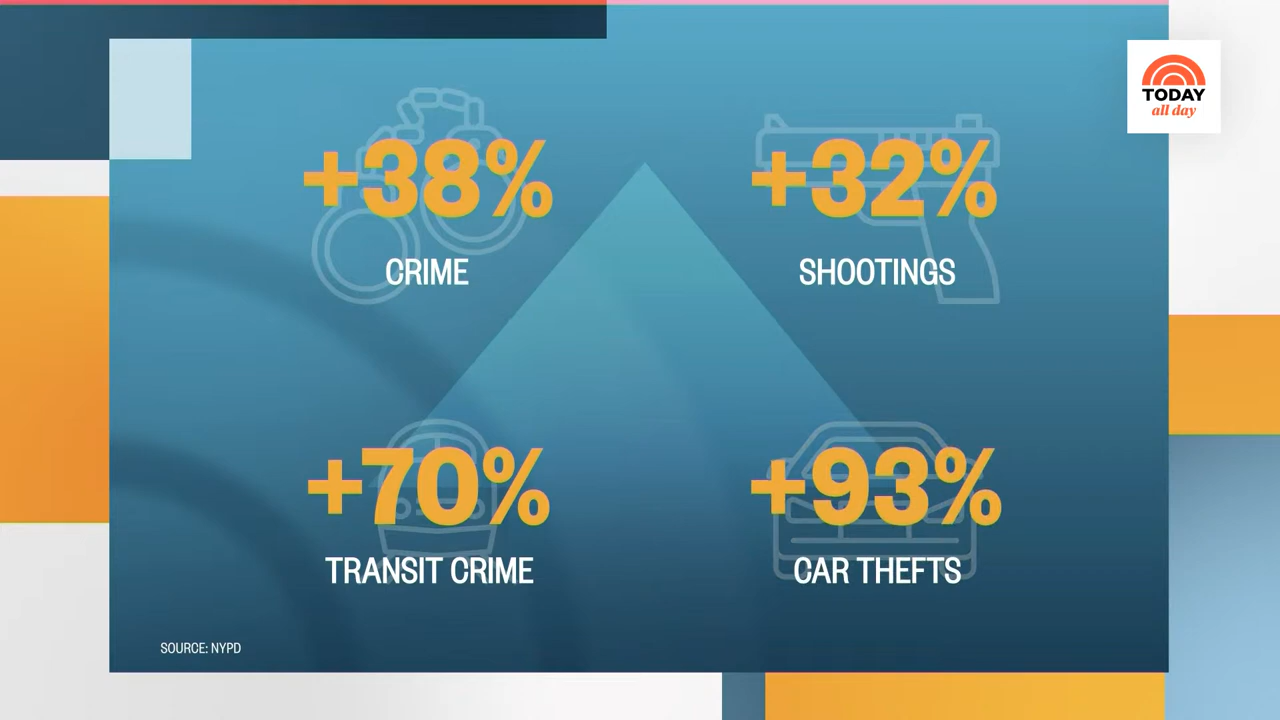 TODAY
all day
+38%
CRIME
+32%
SHOOTINGS
+70%
TRANSIT CRIME
+93%
CAR THEFTS
SOURCE: NYPD